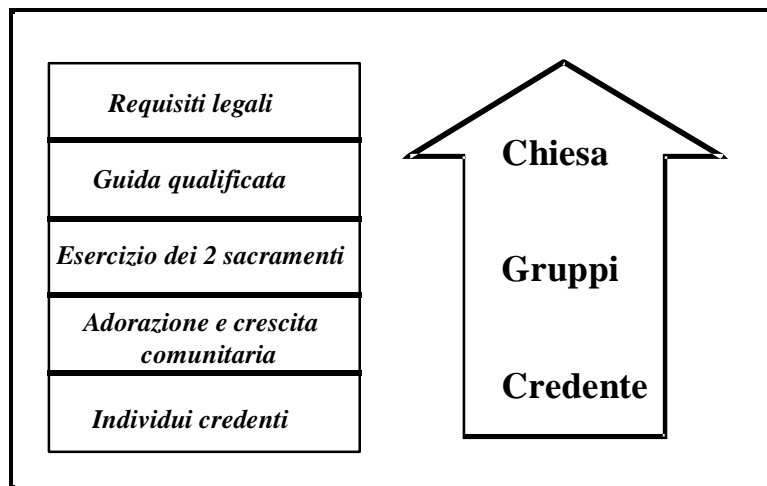 Requisiti legali
Guida qualificata
Esercizio dei 2 sacramenti
Adorazione e crescita
comunitaria
Individui credenti
Chiesa
Gruppi
Credente